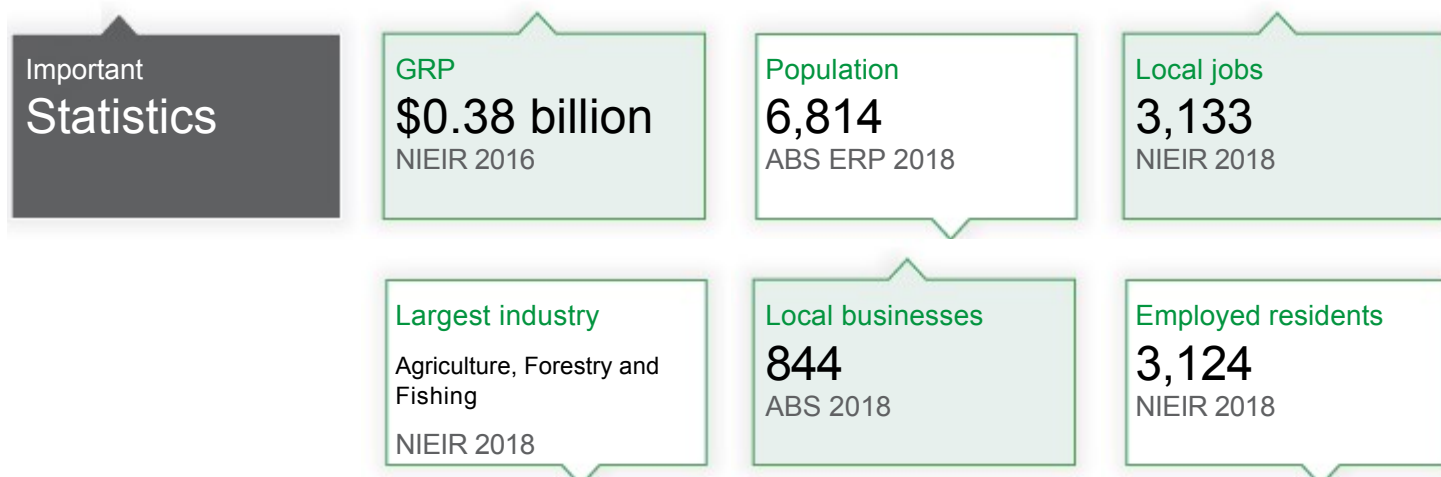 Important
Statistics
GRP
$0.38 billion
NIEIR 2016
Population
6,814
ABS ERP 2018
Local jobs
3,133
NIEIR 2018
Largest industry
Agriculture, Forestry and
Fishing
NIEIR 2018
Local businesses
844
ABS 2018
Employed residents
3,124
NIEIR 2018